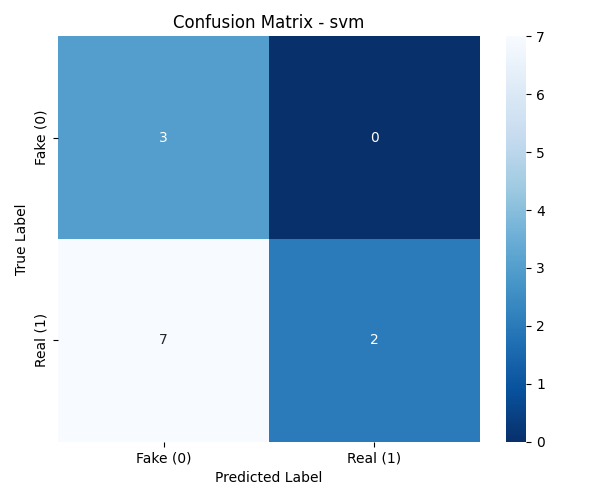 Confusion Matrix - svm
True Label
Fake (0)
3
0
Real (1)
7
2
Fake (0)
Real (1)
Predicted Label
7
6
5
4
3
2
1
0